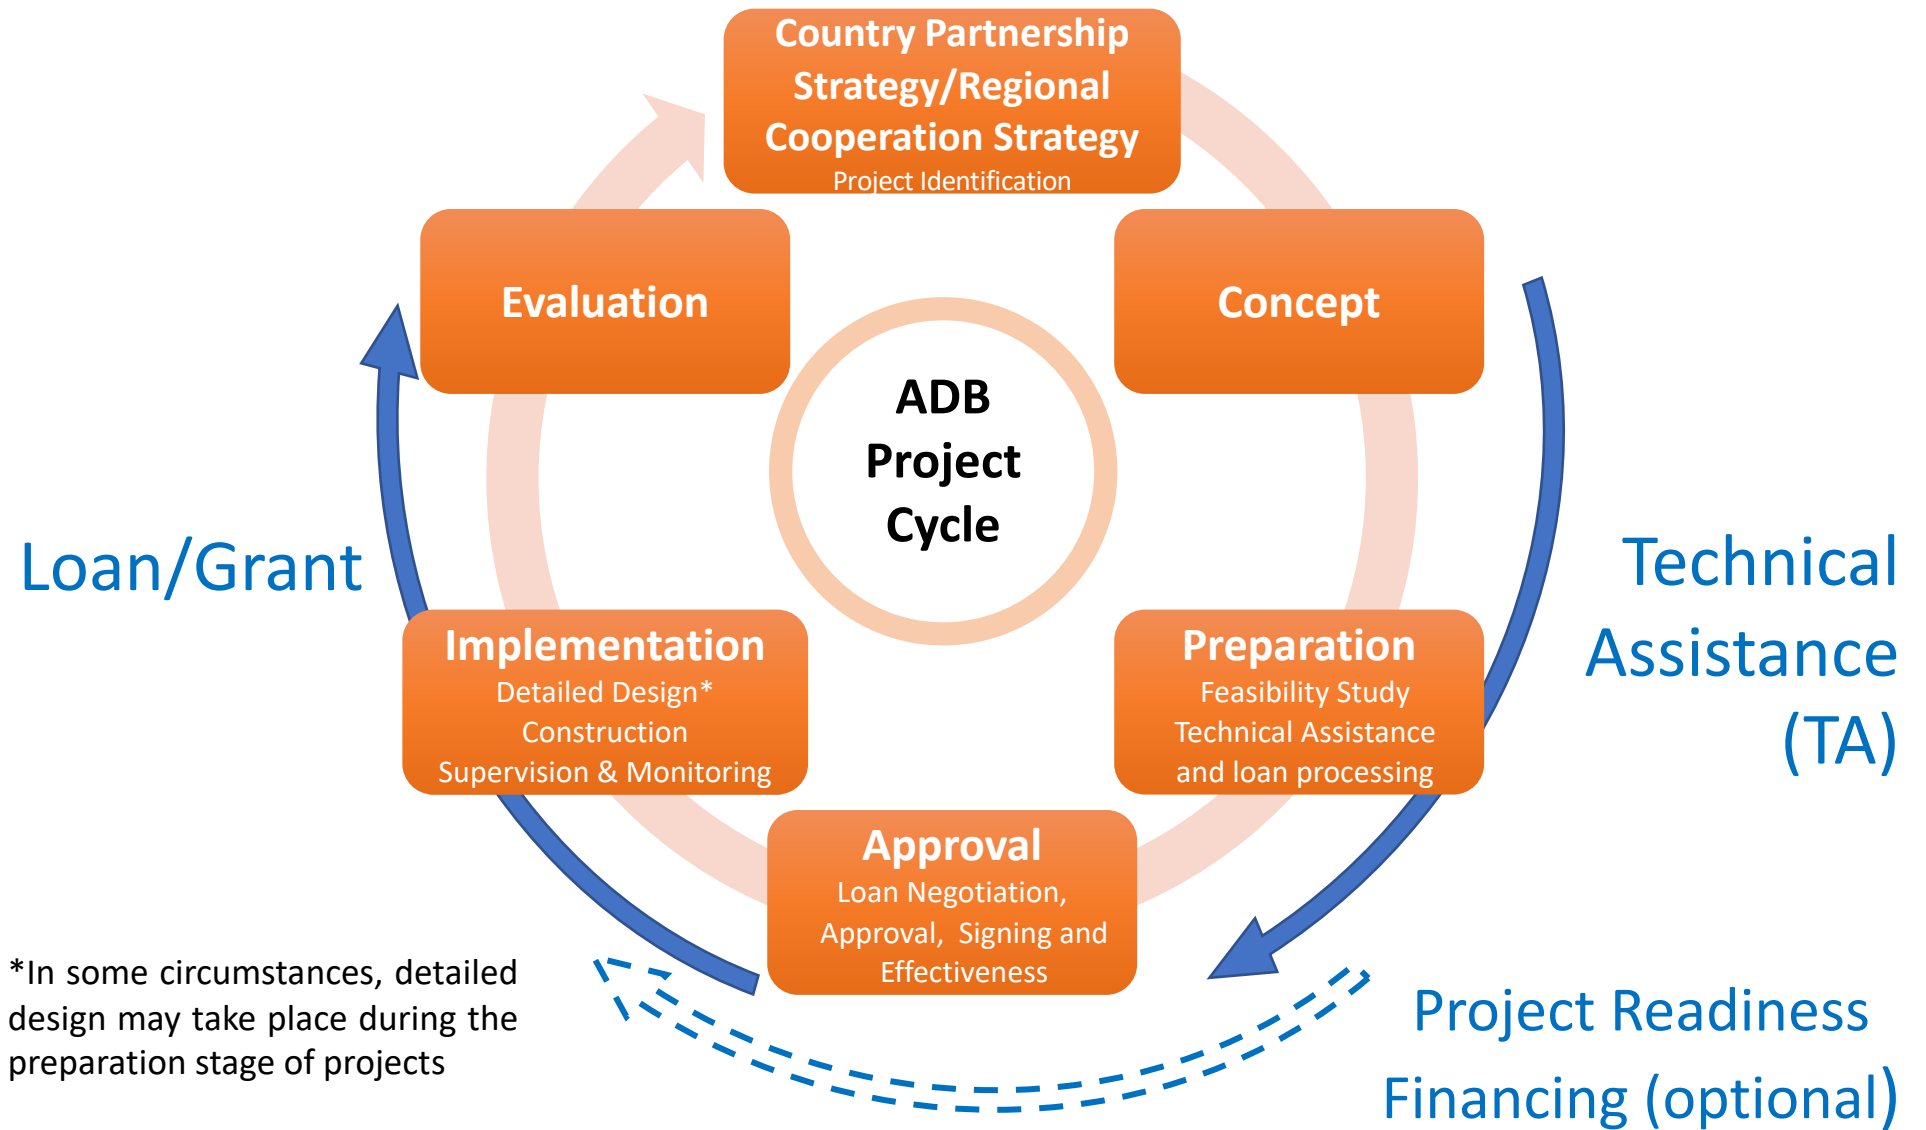 Country Partnership
Strategy/Regional
Cooperation Strategy
Project Identification
Evaluation
Concept
ADB
Project
Cycle
Loan/Grant
Technical
Assistance
(TA)
Implementation
Detailed Design*
Construction
Supervision & Monitoring
Preparation
Feasibility Study
Technical Assistance
and loan processing
Approval
Loan Negotiation,
Approval, Signing and
Effectiveness
*In some circumstances, detailed
design may take place during the
preparation stage of projects
Project Readiness
Financing (optional)